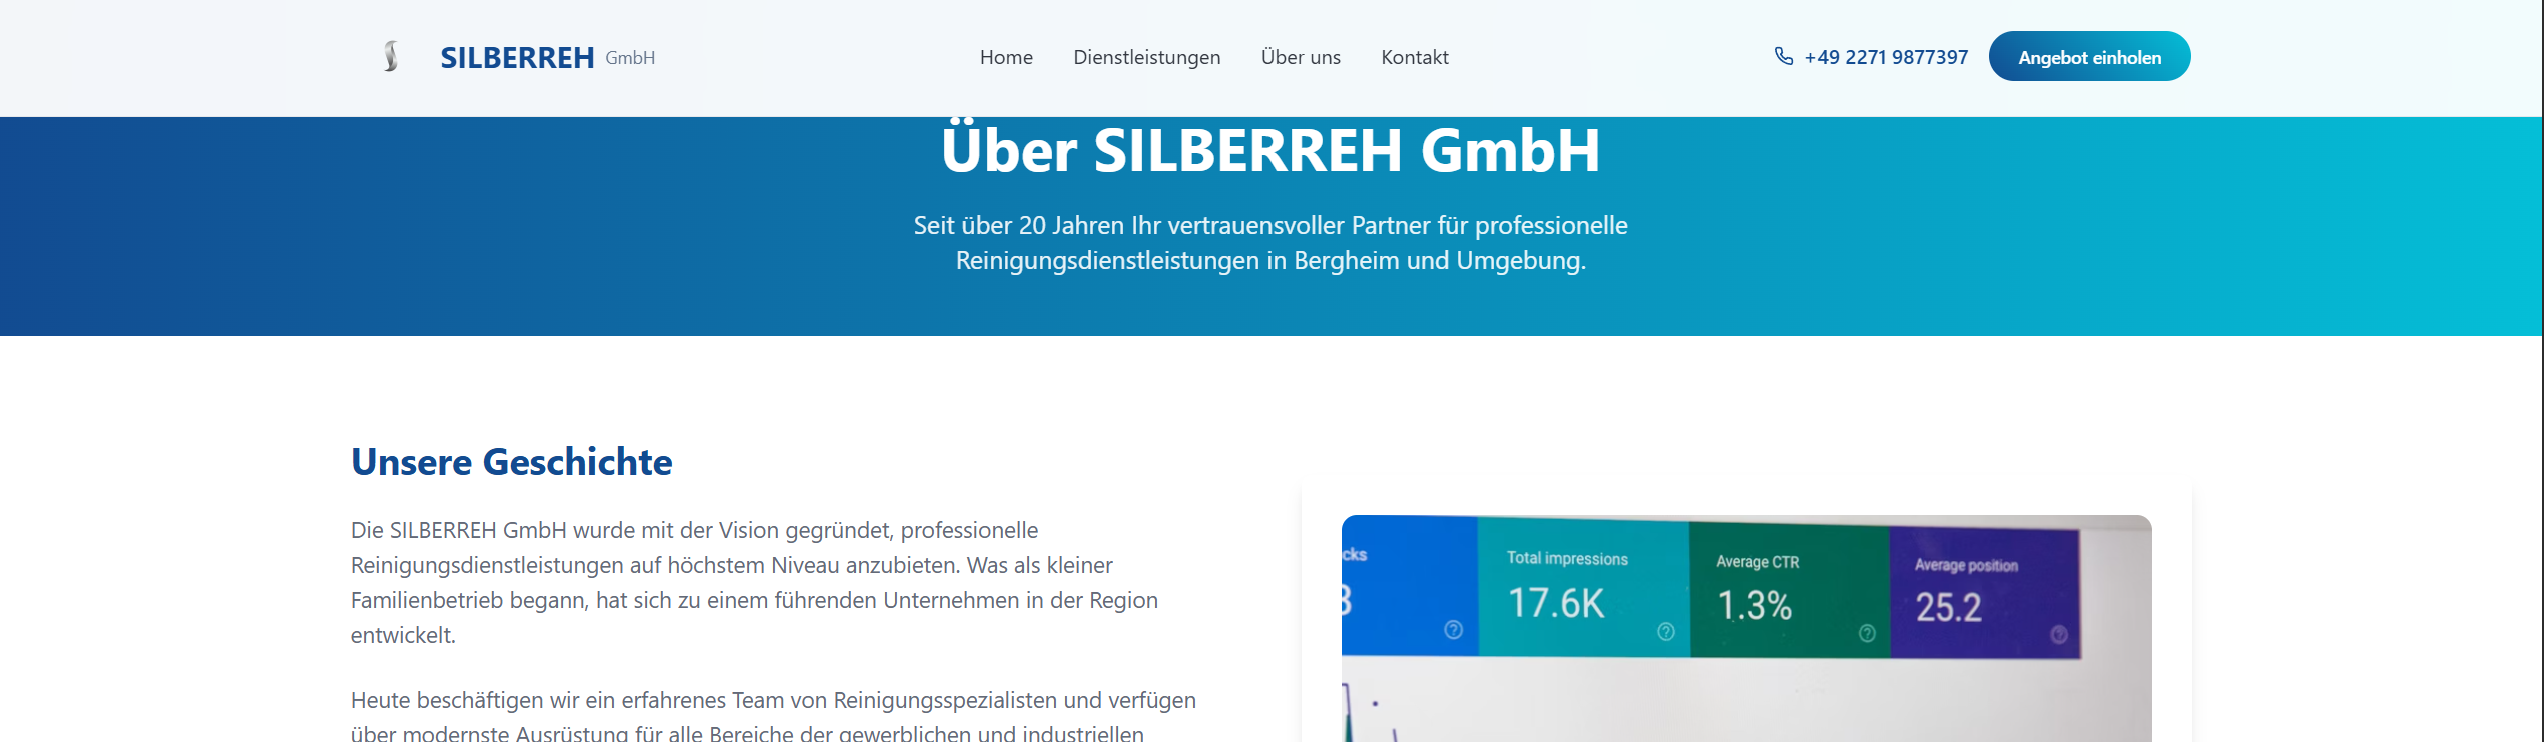 SILBERREH GmbH
Home Dienstleistungen Über uns Kontakt
+49 2271 9877397
Angebot einholen
Über SILBERREH GmbH
Seit über 20 Jahren Ihr vertrauensvoller Partner für professionelle
Reinigungsdienstleistungen in Bergheim und Umgebung.
Unsere Geschichte
Die SILBERREH GmbH wurde mit der Vision gegründet, professionelle
Reinigungsdienstleistungen auf höchstem Niveau anzubieten. Was als kleiner
Familienbetrieb begann, hat sich zu einem führenden Unternehmen in der Region
entwickelt.
Heute beschäftigen wir ein erfahrenes Team von Reinigungsspezialisten und verfügen
über modernste Ausrüstung für alle Bereiche der gewerblichen und industriellen
cks
Total impressions
17.6K
Average CTR
1.3%
Average position
25.2